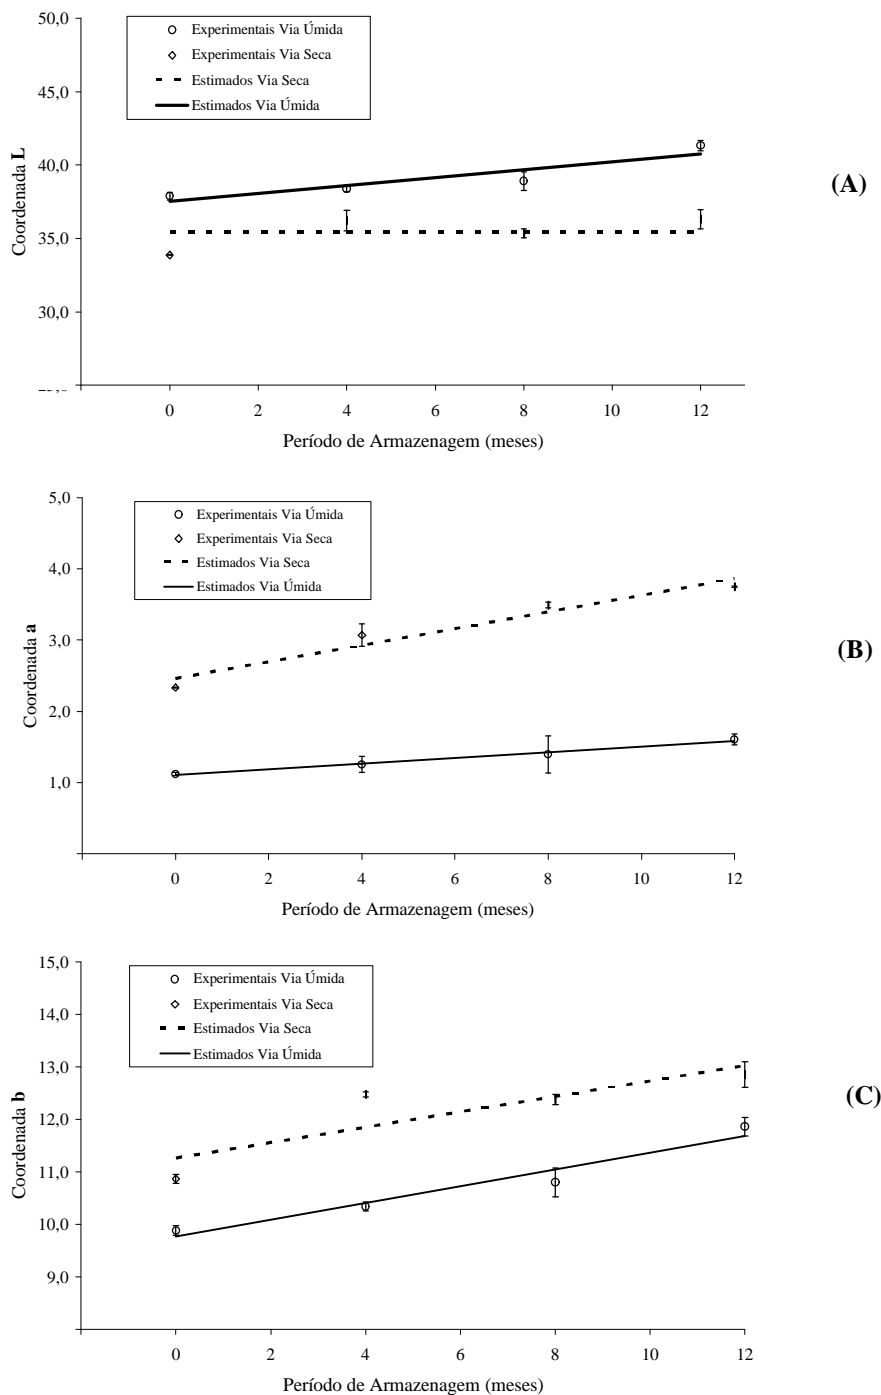 50,0
Experimentais Via Úmida
Experimentais Via Seca
45,0
Estimados Via Seca
Estimados Via Úmida
Coordenada L
40,0
(A)
35,0
30,0
0 2 4 6 8 10 12
Período de Armazenagem (meses)
5,0
Experimentais Via Úmida
Experimentais Via Seca
Estimados Via Seca
4,0
Estimados Via Úmida
Coordenada a
3,0
(B)
2,0
1,0
0 2 4 6 8 10 12
Período de Armazenagem (meses)
15,0
Experimentais Via Úmida
Experimentais Via Seca
14,0
Estimados Via Seca
Estimados Via Úmida
13,0
Coordenada b
(C)
12,0
11,0
10,0
9,0
0 2 4 6 8 10 12
Período de Armazenagem (meses)